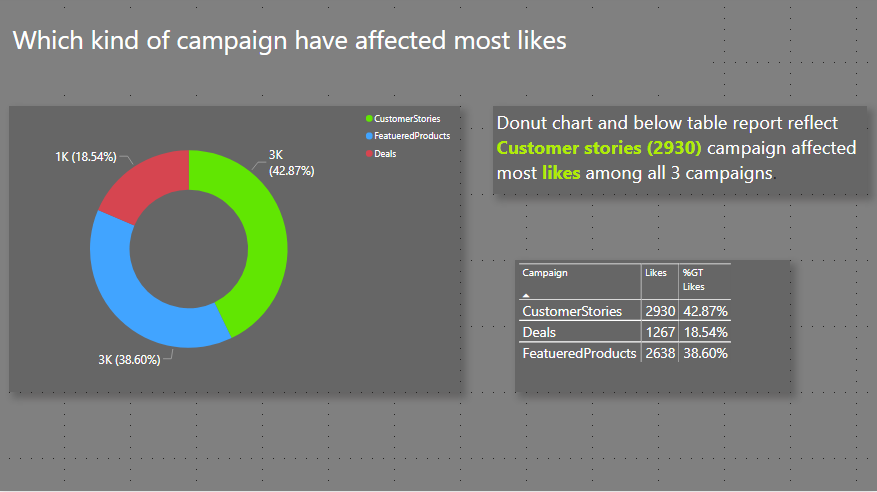 Which kind of campaign have affected most likes
CustomerStories
FeatueredProducts
Deals
1K (18.54%)
3K
(42.87%)
3K (38.60%)
Donut chart and below table report reflect
Customer stories (2930) campaign affected
most likes among all 3 campaigns.
Campaign Likes %GT
Likes
CustomerStories 2930 42.87%
Deals 1267 18.54%
FeatueredProducts 2638 38.60%